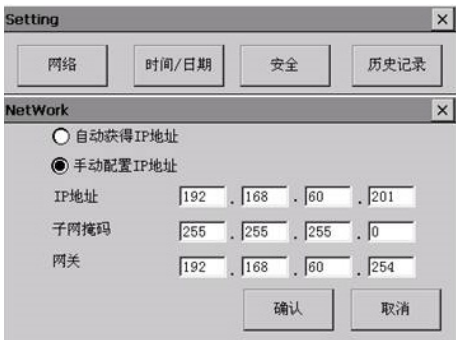 Setting
网络 时间/日期 安全 历史记录
NetWork
自动获得IP地址
手动配置IP地址
IP地址 192 . 168 . 60 . 201
子网掩码 255 . 255 . 255 . 0
网关 192 . 168 . 60 . 254
确认 取消